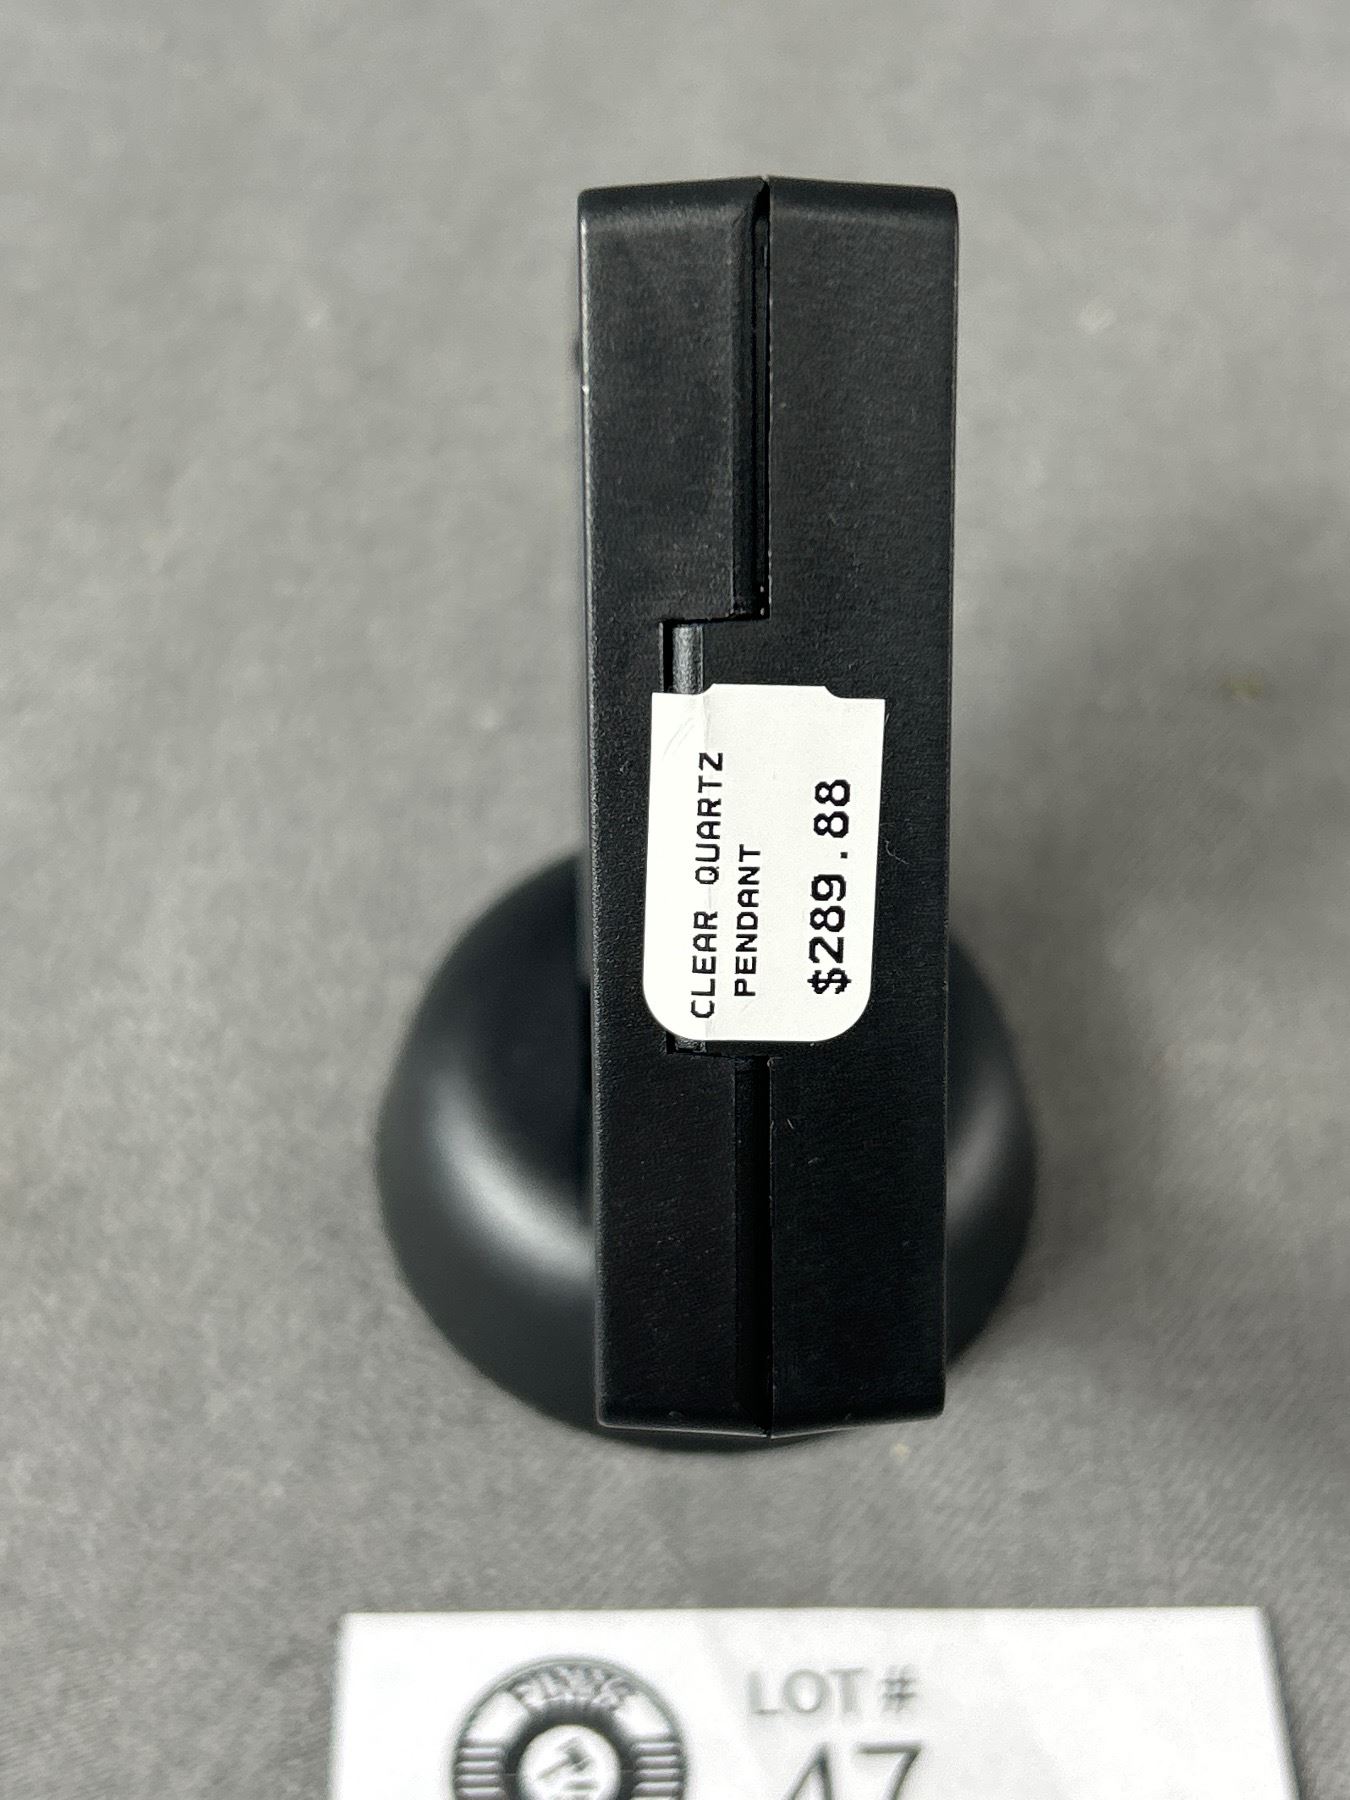 CLEAR QUARTZ
PENDANT
$289.88
LOT #
47